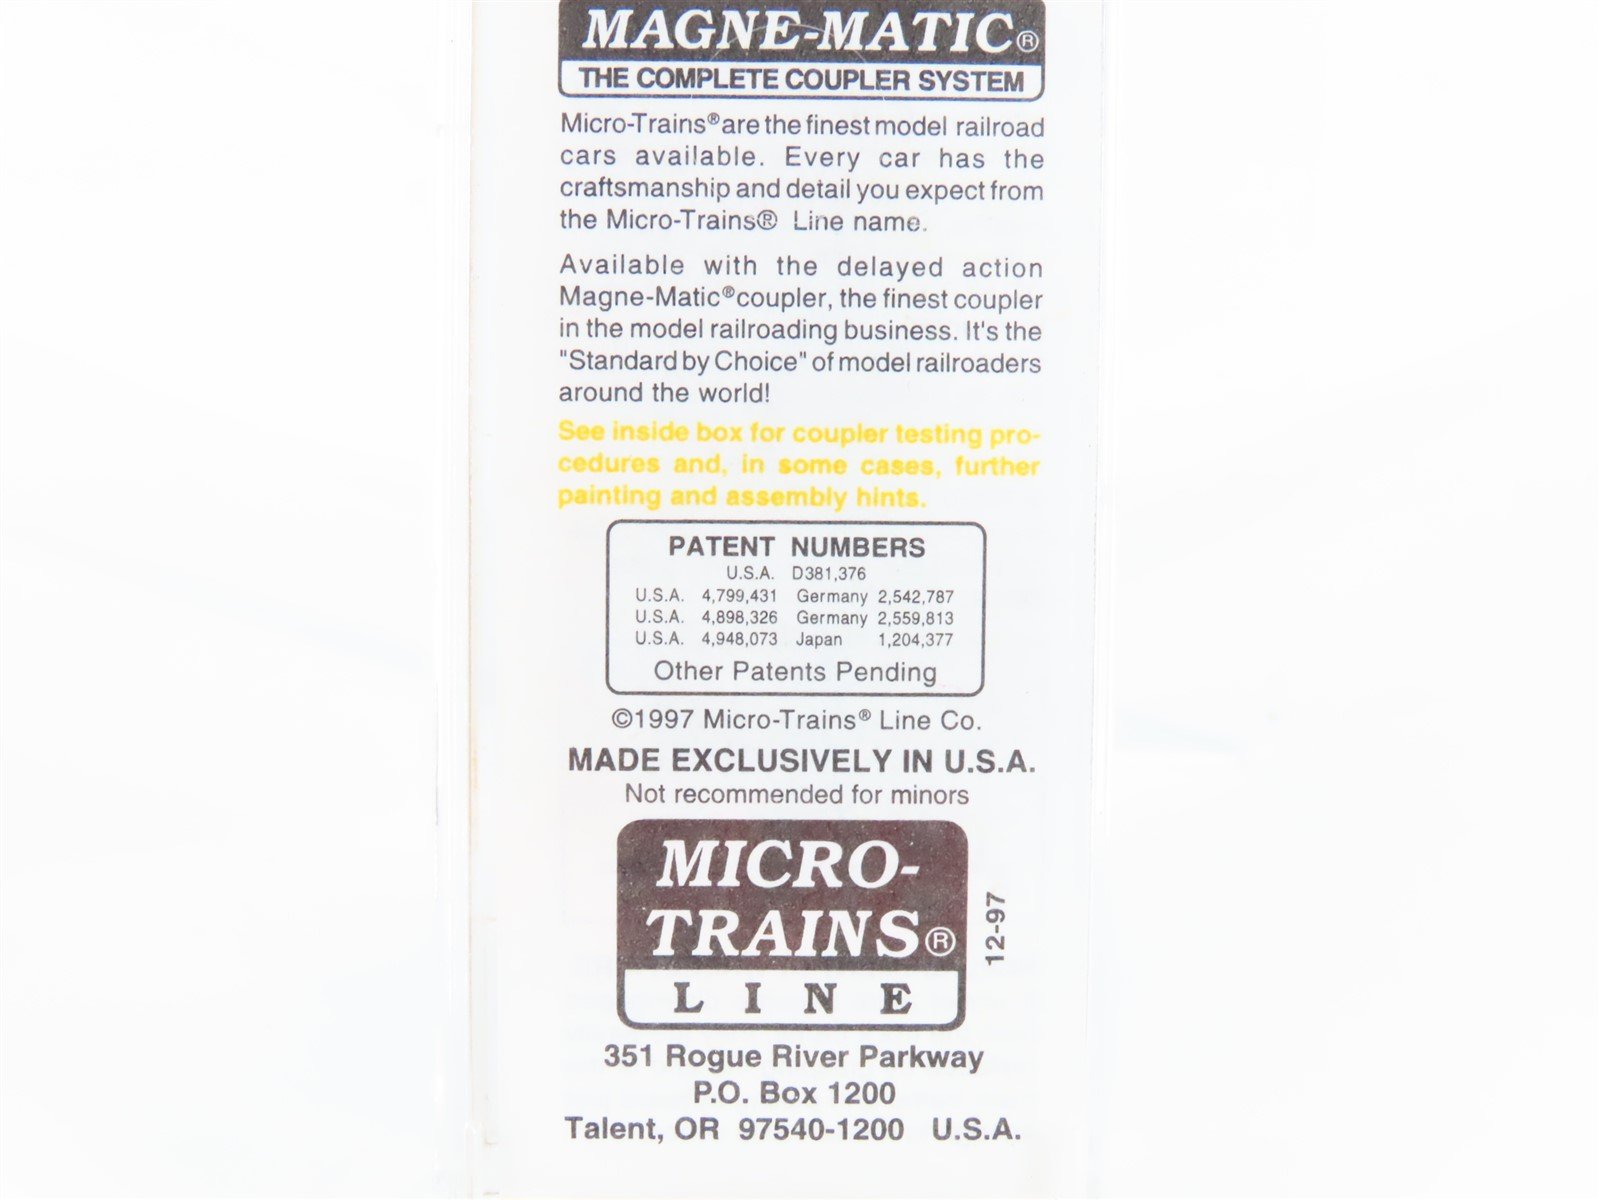 MAGNE-MATIC®
THE COMPLETE COUPLER SYSTEM
Micro-Trains® are the finest model railroad
cars available. Every car has the
craftsmanship and detail you expect from
the Micro-Trains® Line name.
Available with the delayed action
Magne-Matic® coupler, the finest coupler
in the model railroading business. It's the
"Standard by Choice" of model railroaders
around the world!
See inside box for coupler testing pro-
cedures and, in some cases, further
painting and assembly hints.
PATENT NUMBERS
U.S.A. D381,376
U.S.A. 4,799,431 Germany 2,542,787
U.S.A. 4,898,326 Germany 2,559,813
U.S.A. 4,948,073 Japan 1,204,377
Other Patents Pending
©1997 Micro-Trains® Line Co.
MADE EXCLUSIVELY IN U.S.A.
Not recommended for minors
MICRO-
TRAINS®
LINE
12-97
351 Rogue River Parkway
P.O. Box 1200
Talent, OR 97540-1200 U.S.A.